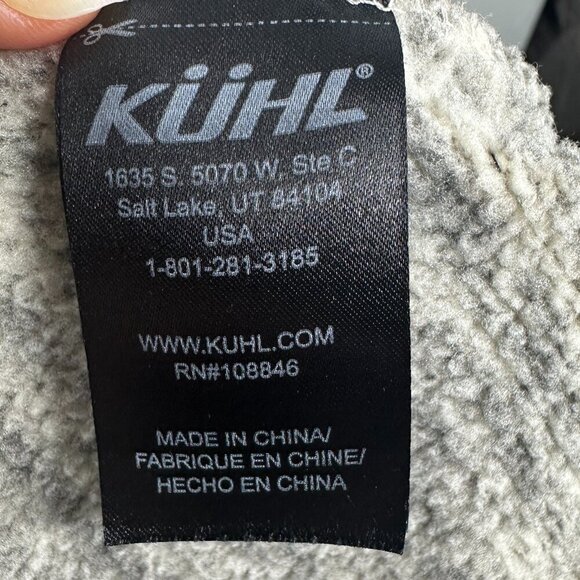 KÜHL®
1635 S. 5070 W. Ste C
Salt Lake, UT 84104
USA
1-801-281-3185
WWW.KUHL.COM
RN#108846
MADE IN CHINA/
FABRIQUE EN CHINE/
HECHO EN CHINA